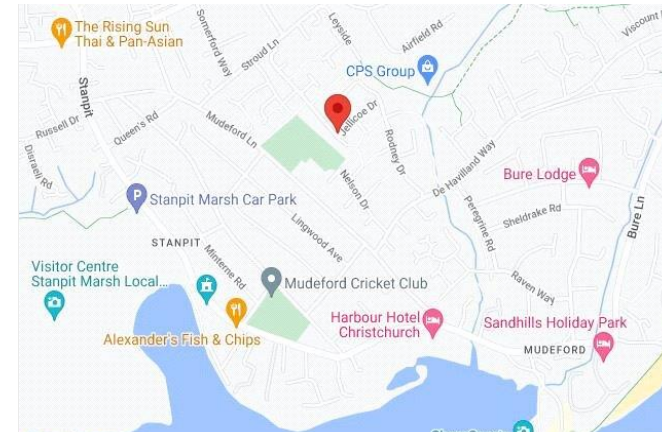 The Rising Sun
Thai & Pan-Asian
Somerford Way
Leyside
Airfield Rd
Viscount
Stroud Ln
CPS Group
Stanpit
Jellicoe Dr
Queen's Rd
Russell Dr
Mudeford Ln
Rodney Dr
Disraeli Rd
De Havilland Way
Nelson Dr
Bure Lodge
P
Stanpit Marsh Car Park
Peregrine Rd
Sheldrake Rd
Bure Ln
Lingwood Ave
STANPIT
Minterne Rd
Visitor Centre
Stanpit Marsh Local...
Mudeford Cricket Club
Raven Way
Harbour Hotel
Christchurch
Sandhills Holiday Park
Alexander's Fish & Chips
MUDEFORD